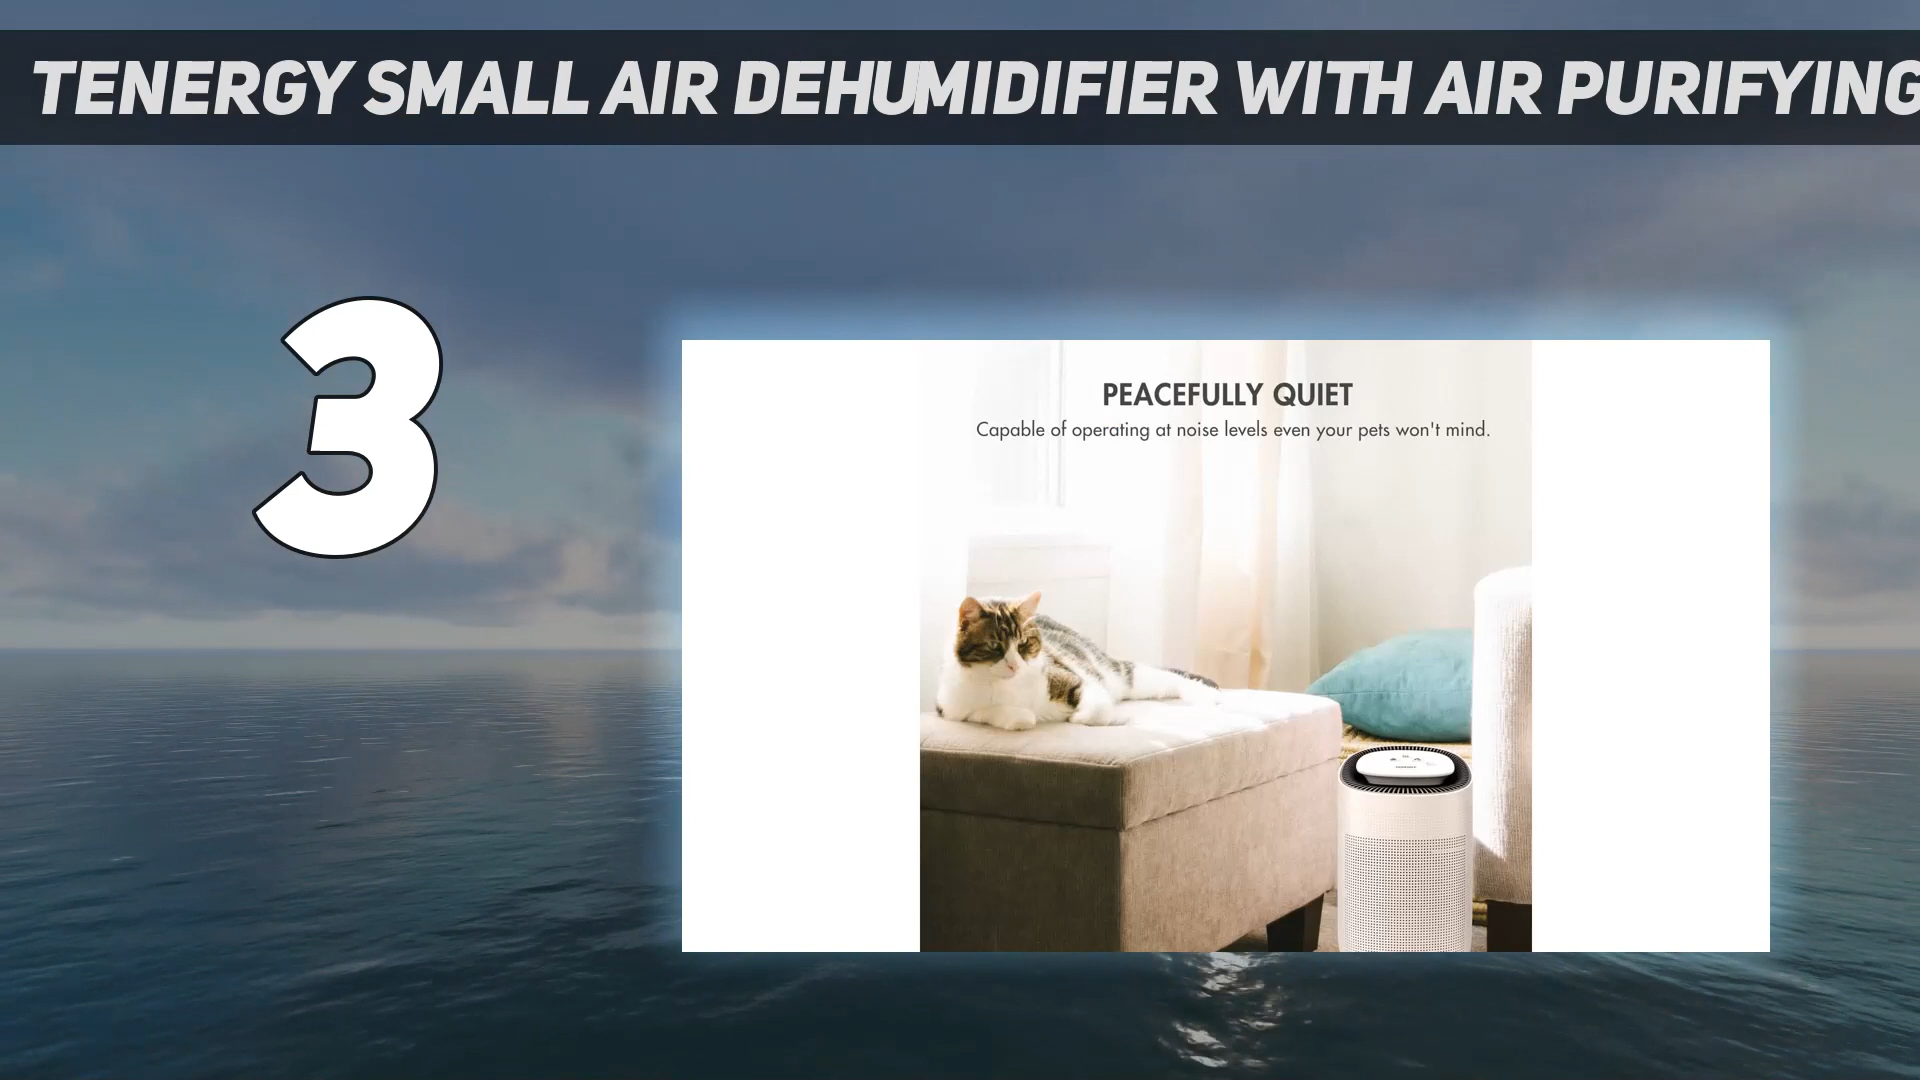 TENERGY SMALL AIR DEHUMIDIFIER WITH AIR PURIFYING
3
PEACEFULLY QUIET
Capable of operating at noise levels even your pets won't mind.